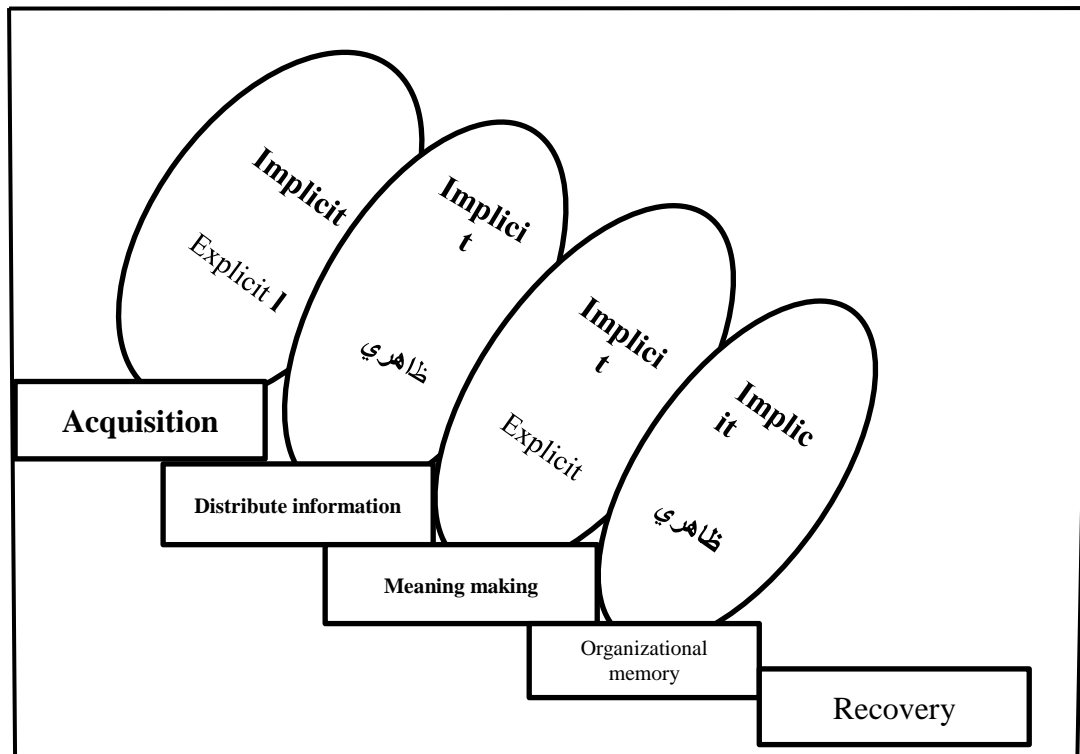 Implicit
Explicit l
Implici
t
ظاهري
Implici
t
Explicit
Implic
it
ظاهري
Acquisition
Distribute information
Meaning making
Organizational
memory
Recovery